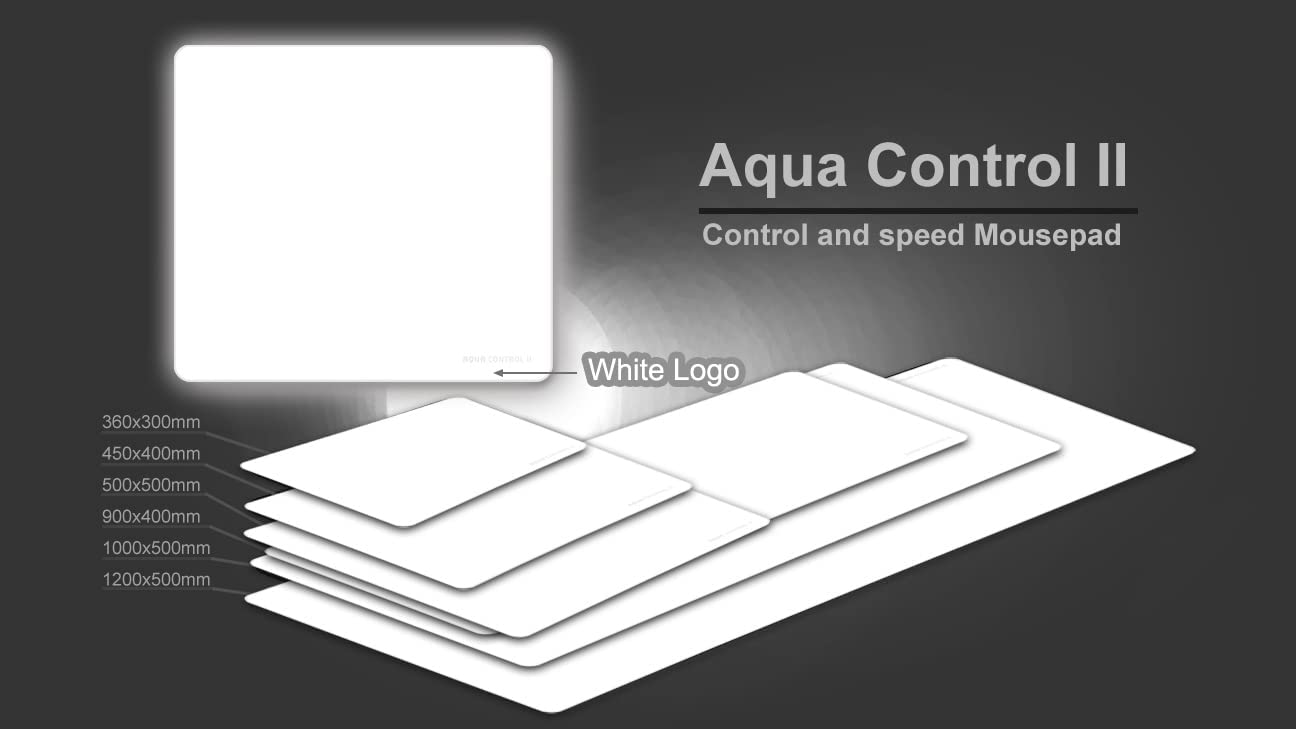 Aqua Control II
Control and speed Mousepad
AQUA CONTROL II
White Logo
360x300mm
450x400mm
500x500mm
900x400mm
1000x500mm
1200x500mm